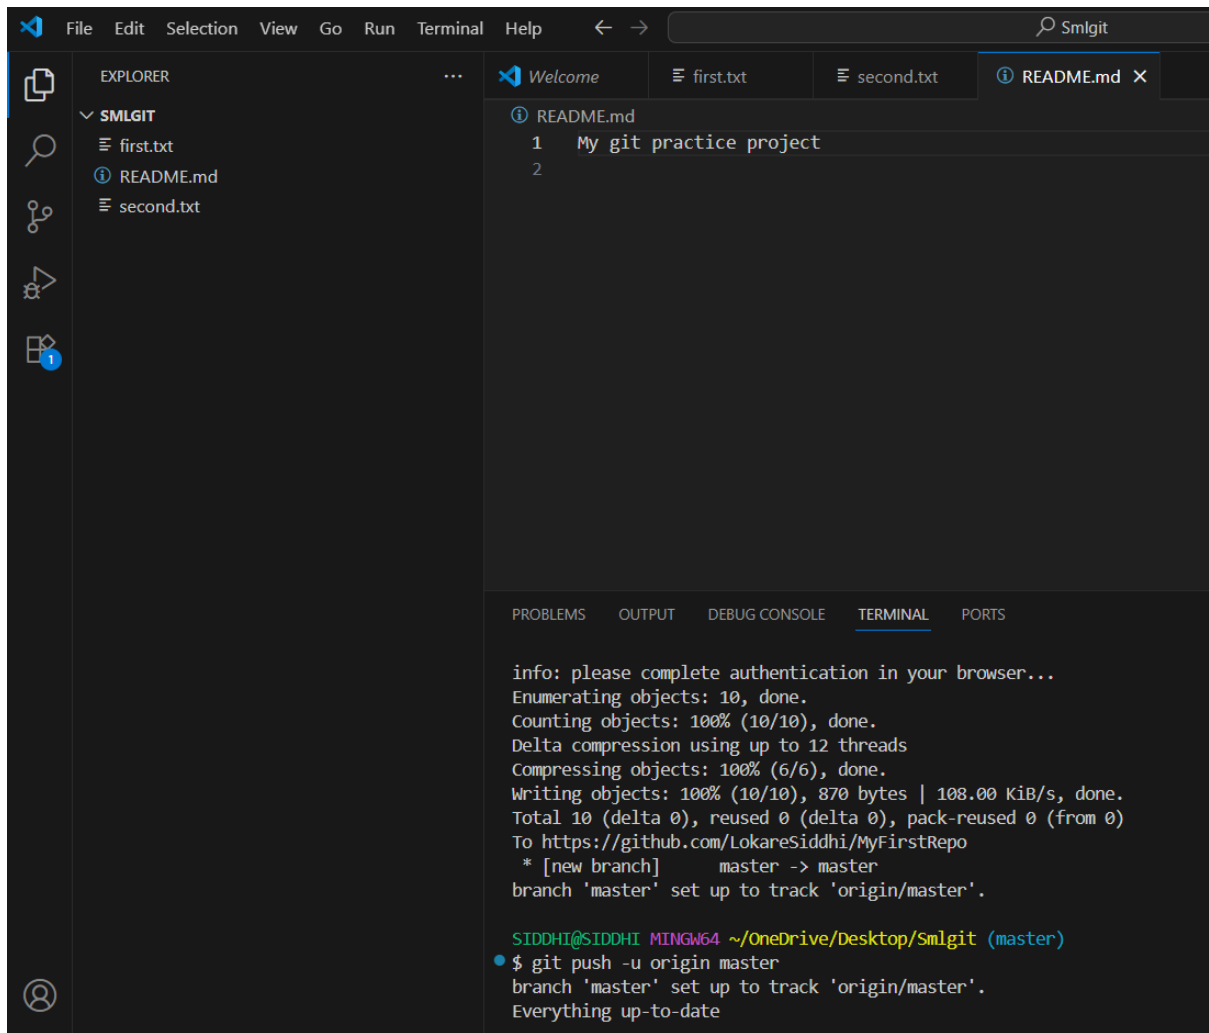 File Edit Selection View Go Run Terminal Help
Smlgit
EXPLORER
SMLGIT
first.txt
README.md
second.txt
1
Welcome first.txt second.txt README.md
README.md
1 My git practice project
2
PROBLEMS OUTPUT DEBUG CONSOLE TERMINAL PORTS
info: please complete authentication in your browser...
Enumerating objects: 10, done.
Counting objects: 100% (10/10), done.
Delta compression using up to 12 threads
Compressing objects: 100% (6/6), done.
Writing objects: 100% (10/10), 870 bytes | 108.00 KiB/s, done.
Total 10 (delta 0), reused 0 (delta 0), pack-reused 0 (from 0)
To https://github.com/LokareSiddhi/MyFirstRepo
 * [new branch]      master -> master
branch 'master' set up to track 'origin/master'.
SIDDHI@SIDDHI MINGW64 ~/OneDrive/Desktop/Smlgit (master)
$ git push -u origin master
branch 'master' set up to track 'origin/master'.
Everything up-to-date